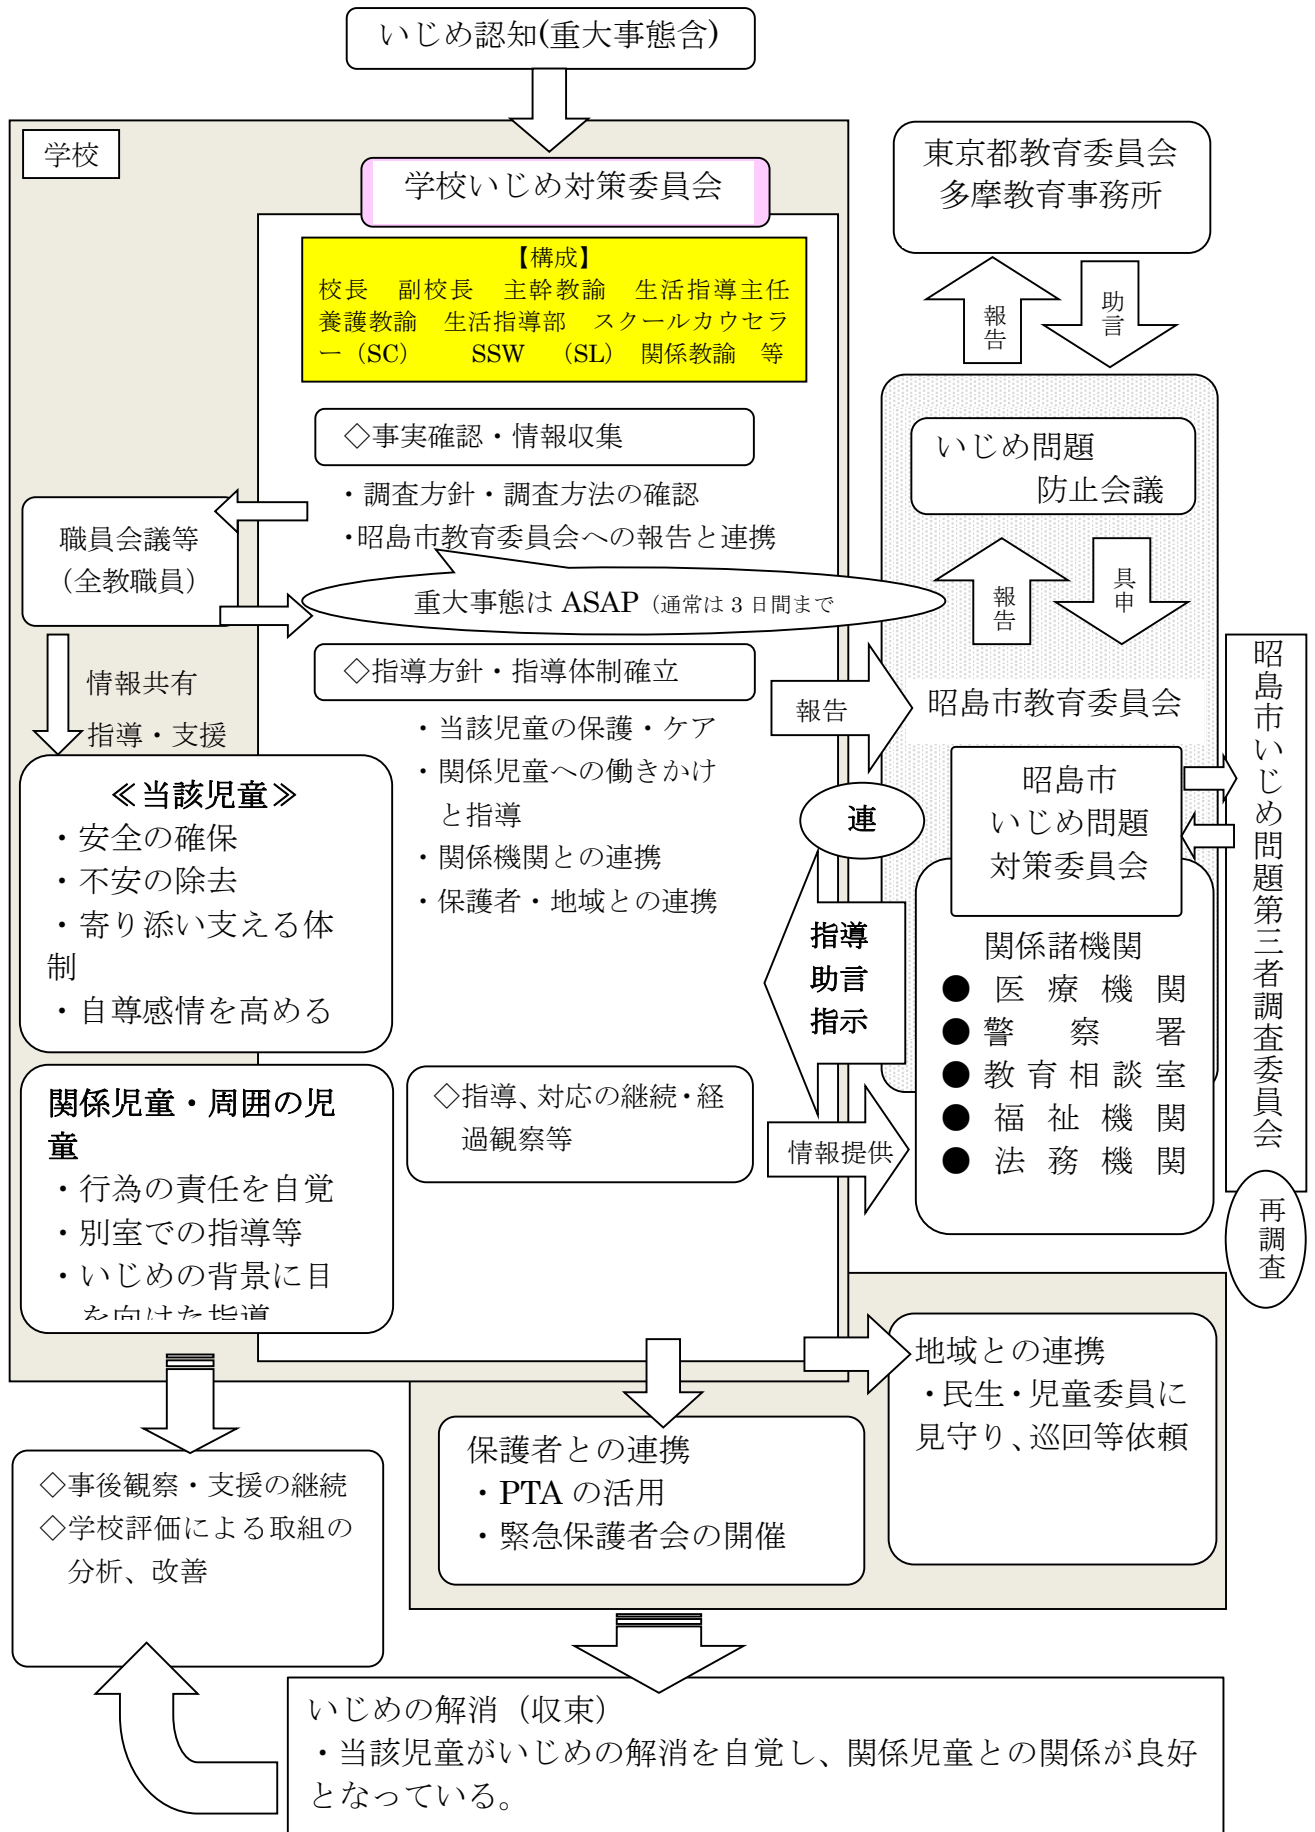 いじめ認知(重大事態含)
学校
学校いじめ対策委員会
【構成】
校長　副校長　主幹教諭　生活指導主任
養護教諭　生活指導部　スクールカウセラ
ー（SC）　SSW　（SL）　関係教諭　等
◇事実確認・情報収集
・調査方針・調査方法の確認
・昭島市教育委員会への報告と連携
職員会議等
（全教職員）
重大事態は ASAP（通常は 3 日間まで
◇指導方針・指導体制確立
・当該児童の保護・ケア
・関係児童への働きかけ
と指導
・関係機関との連携
・保護者・地域との連携
情報共有
指導・支援
≪当該児童≫
・安全の確保
・不安の除去
・寄り添い支える体
制
・自尊感情を高める
関係児童・周囲の児
童
・行為の責任を自覚
・別室での指導等
・いじめの背景に目
を向けた指導
◇指導、対応の継続・経
過観察等
東京都教育委員会
多摩教育事務所
報告
助言
いじめ問題
防止会議
報告
具申
報告
昭島市教育委員会
昭島市
いじめ問題
対策委員会
連
指導
助言
指示
情報提供
関係諸機関
● 医療機関
● 警察署
● 教育相談室
● 福祉機関
● 法務機関
昭島市いじめ問題第三者調査委員会
再調査
地域との連携
・民生・児童委員に
見守り、巡回等依頼
保護者との連携
・PTA の活用
・緊急保護者会の開催
◇事後観察・支援の継続
◇学校評価による取組の
分析、改善
いじめの解消（収束）
・当該児童がいじめの解消を自覚し、関係児童との関係が良好
となっている。